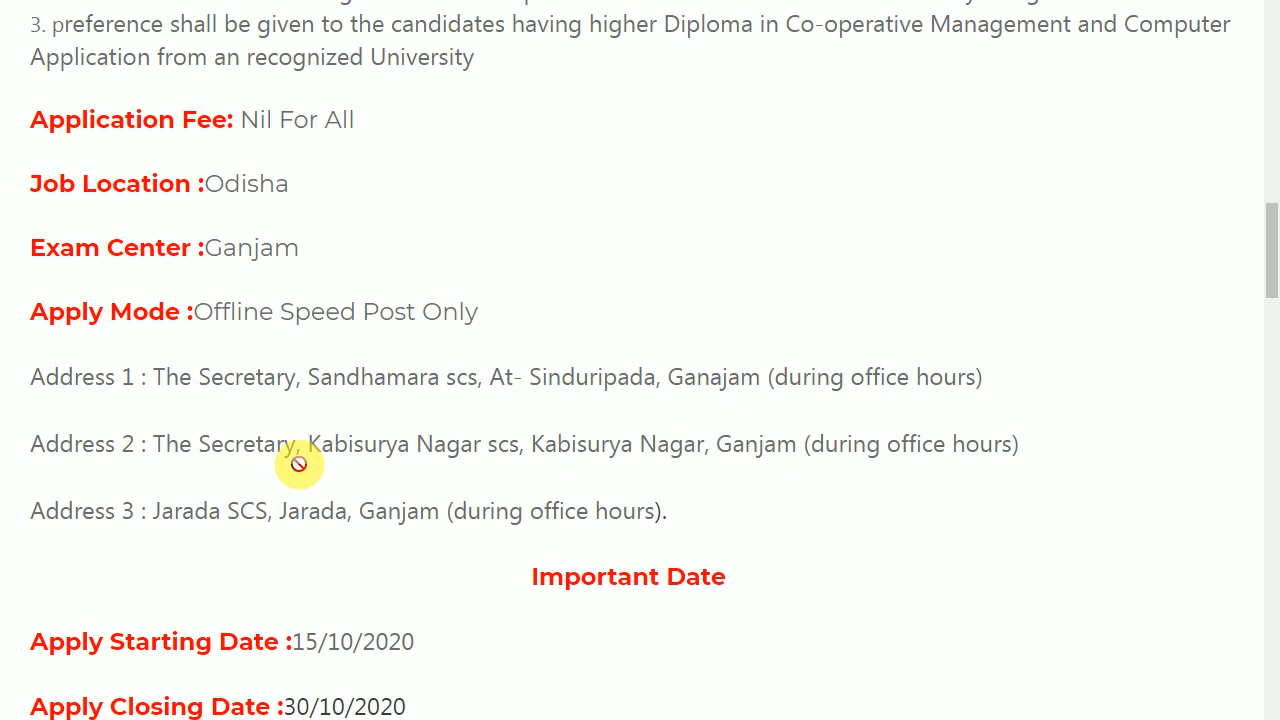 3. preference shall be given to the candidates having higher Diploma in Co-operative Management and Computer
Application from an recognized University
Application Fee: Nil For All
Job Location :Odisha
Exam Center :Ganjam
Apply Mode :Offline Speed Post Only
Address 1 : The Secretary, Sandhamara scs, At- Sinduripada, Ganajam (during office hours)
Address 2 : The Secretary, Kabisurya Nagar scs, Kabisurya Nagar, Ganjam (during office hours)
Address 3 : Jarada SCS, Jarada, Ganjam (during office hours).
Important Date
Apply Starting Date :15/10/2020
Apply Closing Date :30/10/2020